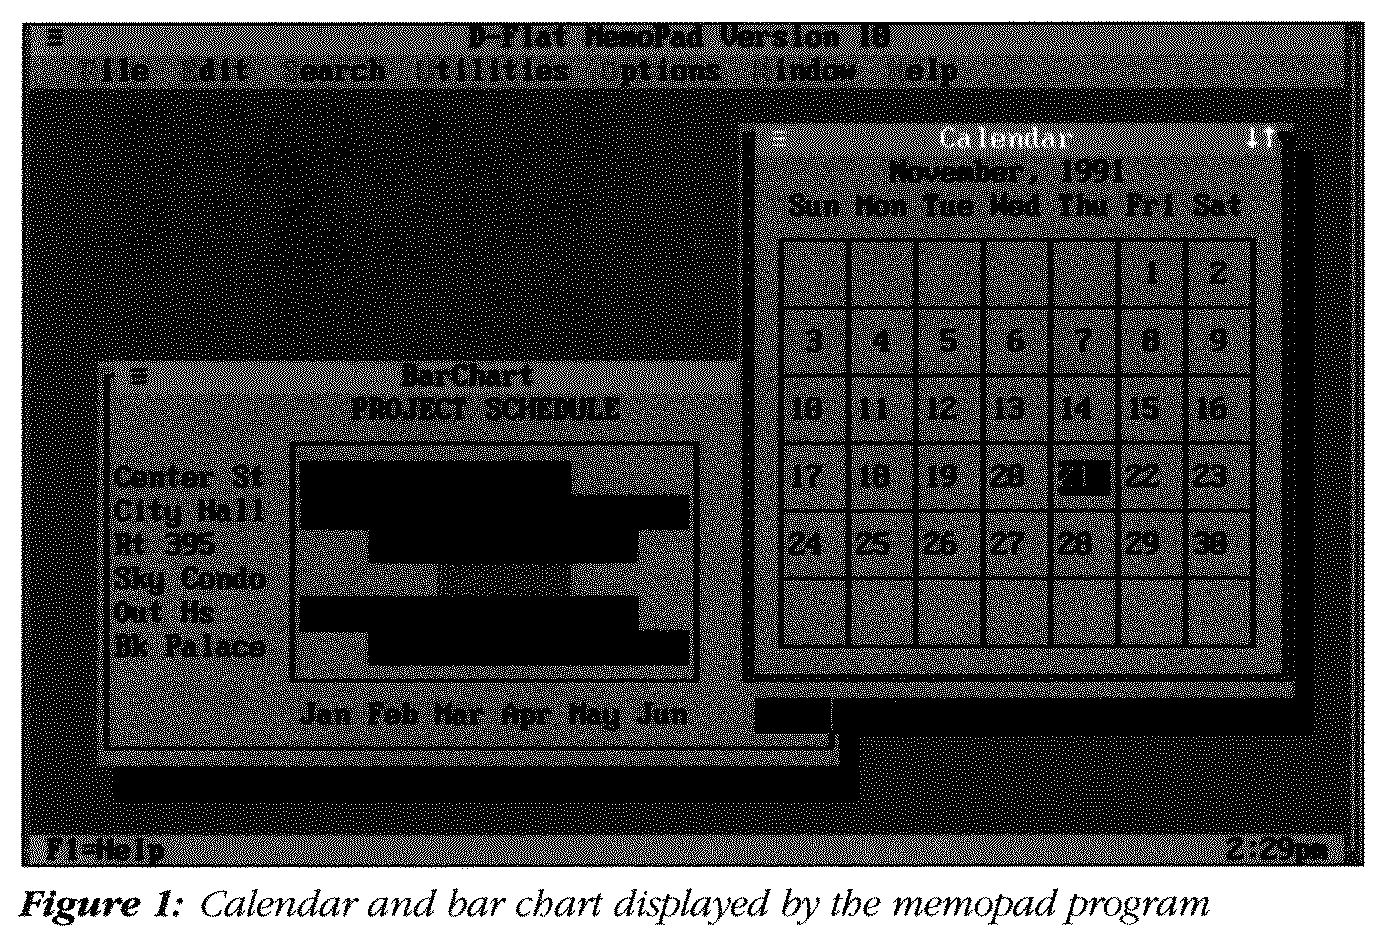 ≡ D-Flat MemoPad Version 10
ile dit earch tilities ptions indow elp
≡ Calendar ↓↑
November, 1991
Sun Mon Tue Wed Thu Fri Sat
1 2
3 4 5 6 7 8 9
10 11 12 13 14 15 16
17 18 19 20 21 22 23
24 25 26 27 28 29 30
≡ BarChart
PROJECT SCHEDULE
Center St
City Hall
Rt 395
Sky Condo
Out Hs
Bk Palace
Jan Feb Mar Apr May Jun
F1=Help 2:29pm
Figure 1: Calendar and bar chart displayed by the memopad program